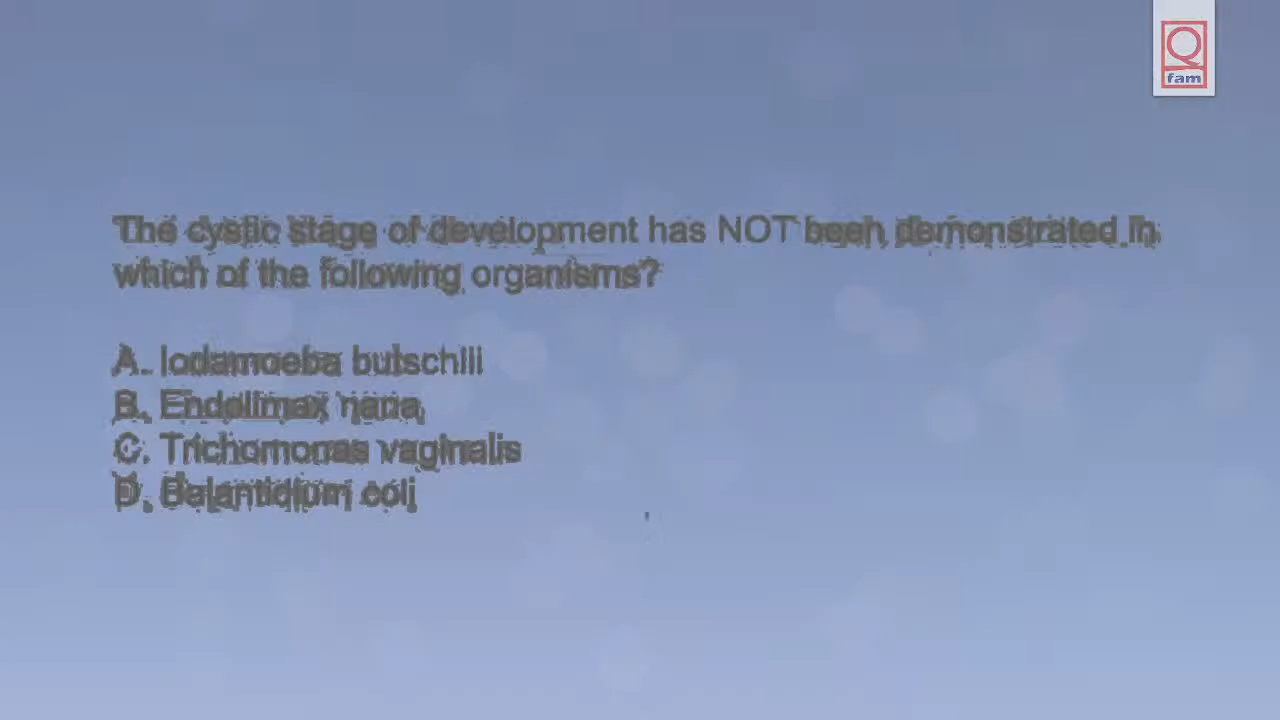 Q
fam
The cystic stage of development has NOT been demonstrated in
which of the following organisms?
A. Iodamoeba butschlii
B. Endolimax nana
C. Trichomonas vaginalis
D. Balantidium coli